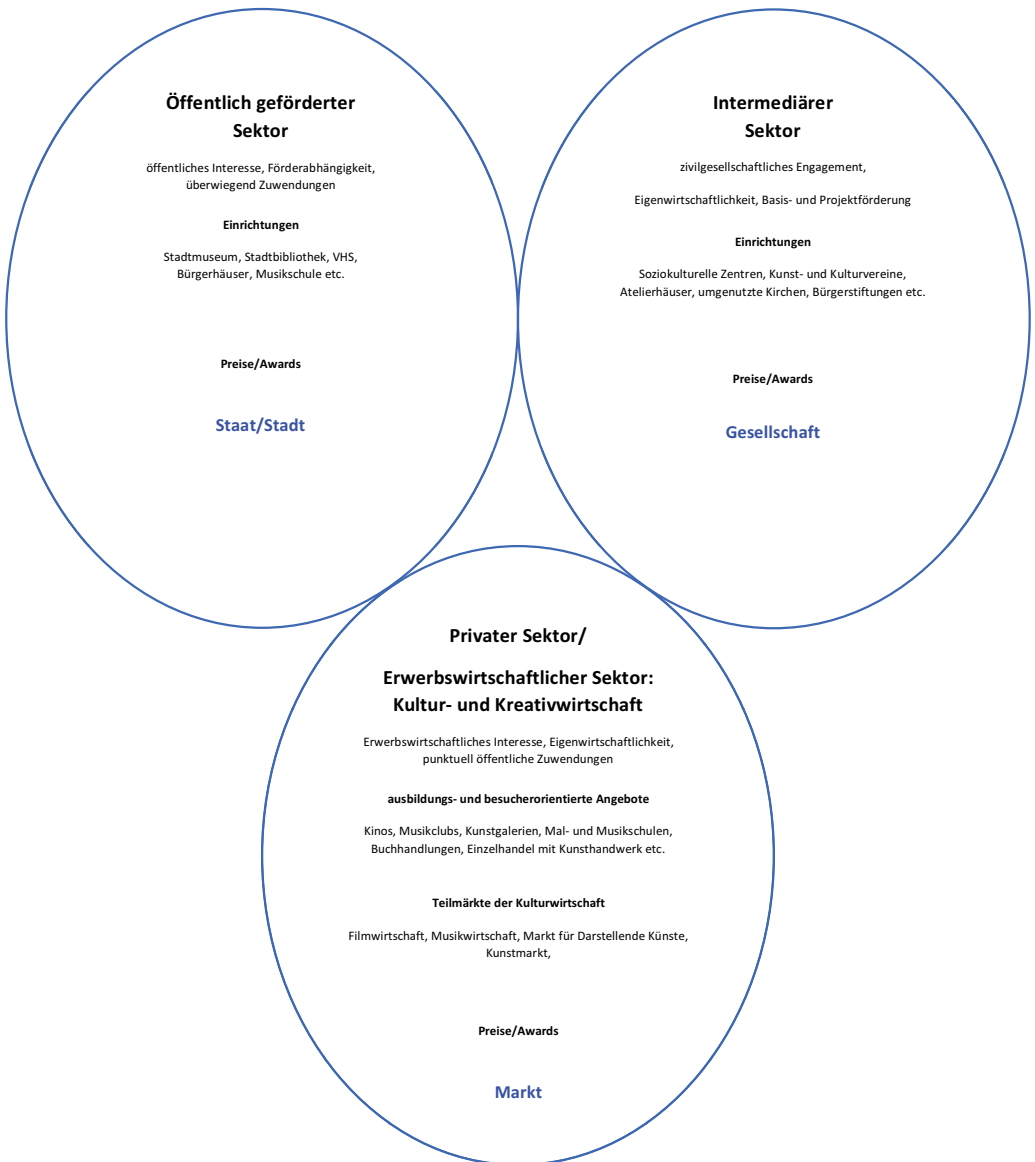 Öffentlich geförderter
Sektor
öffentliches Interesse, Förderabhängigkeit,
überwiegend Zuwendungen
Einrichtungen
Stadtmuseum, Stadtbibliothek, VHS,
Bürgerhäuser, Musikschule etc.
Preise/Awards
Staat/Stadt
Intermediärer
Sektor
zivilgesellschaftliches Engagement,
Eigenwirtschaftlichkeit, Basis- und Projektförderung
Einrichtungen
Soziokulturelle Zentren, Kunst- und Kulturvereine,
Atelierhäuser, umgenutzte Kirchen, Bürgerstiftungen etc.
Preise/Awards
Gesellschaft
Privater Sektor/
Erwerbswirtschaftlicher Sektor:
Kultur- und Kreativwirtschaft
Erwerbswirtschaftliches Interesse, Eigenwirtschaftlichkeit,
punktuell öffentliche Zuwendungen
ausbildungs- und besucherorientierte Angebote
Kinos, Musikclubs, Kunstgalerien, Mal- und Musikschulen,
Buchhandlungen, Einzelhandel mit Kunsthandwerk etc.
Teilmärkte der Kulturwirtschaft
Filmwirtschaft, Musikwirtschaft, Markt für Darstellende Künste,
Kunstmarkt,
Preise/Awards
Markt